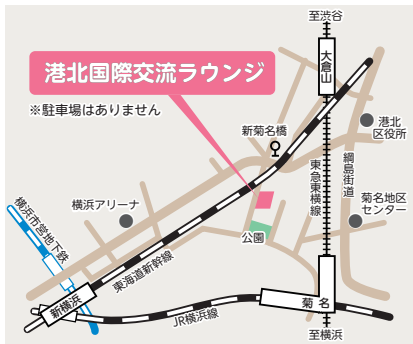 至渋谷
大倉山
港北国際交流ラウンジ
※駐車場はありません
港北
区役所
新菊名橋
東急東横線
綱島街道
菊名地区
センター
横浜アリーナ
横浜市営地下鉄
公園
東海道新幹線
新横浜
菊名
JR横浜線
至横浜